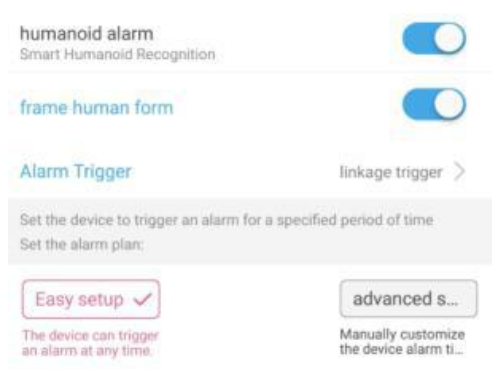 humanoid alarm
Smart Humanoid Recognition
frame human form
Alarm Trigger
linkage trigger
Set the device to trigger an alarm for a specified period of time
Set the alarm plan:
Easy setup
advanced s...
The device can trigger
an alarm at any time.
Manually customize
the device alarm ti...